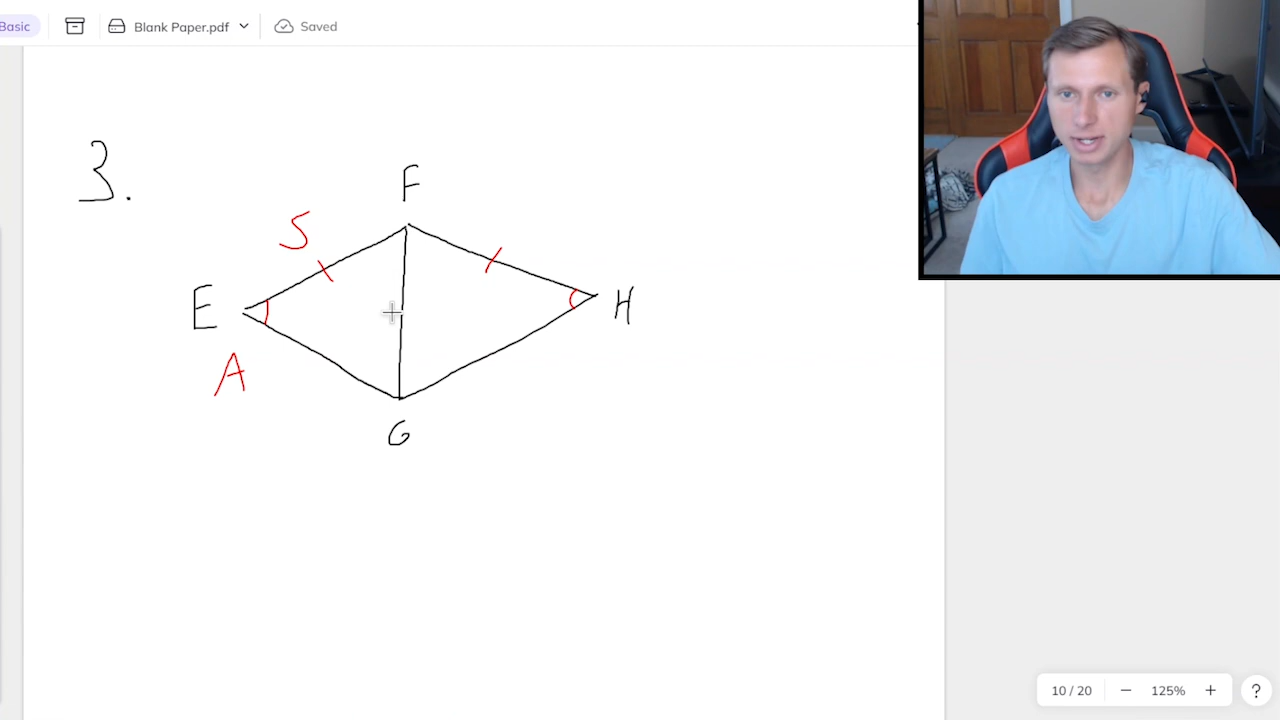 Basic
Blank Paper.pdf
Saved
3.
F
S
E
H
A
G
10 / 20
125%
?